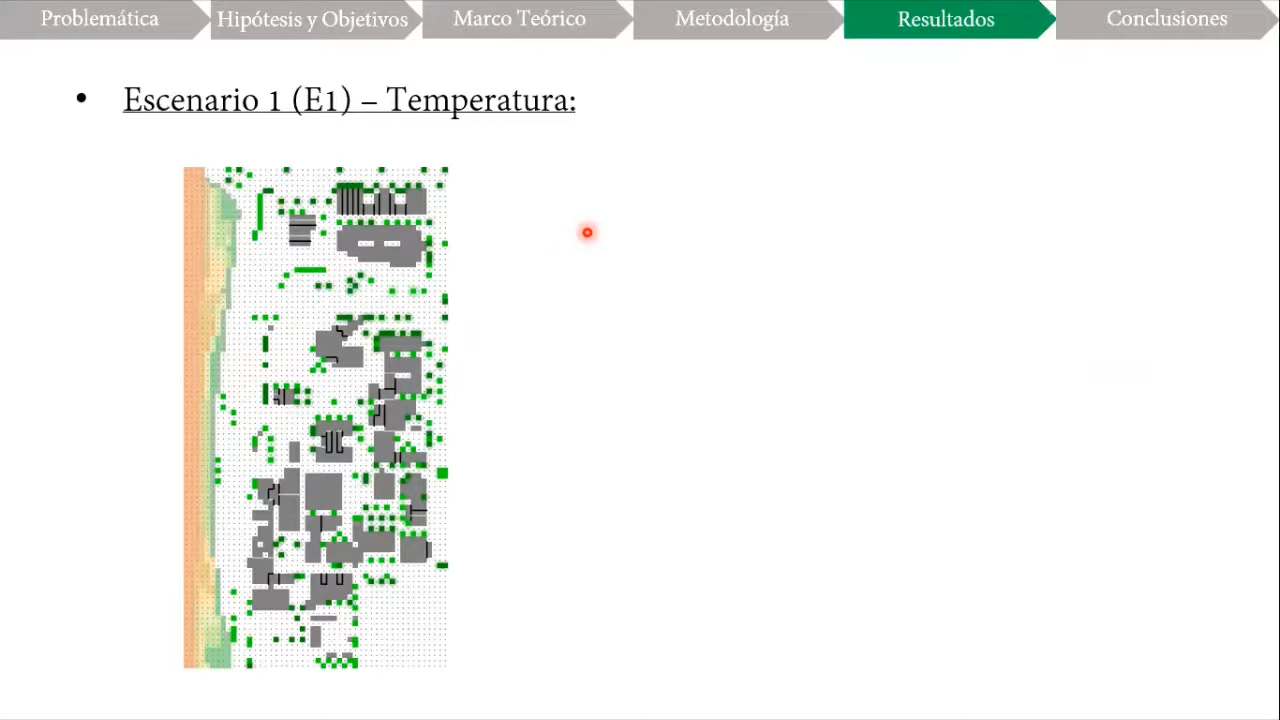 Problemática
Hipótesis y Objetivos
Marco Teórico
Metodología
Resultados
Conclusiones
• Escenario 1 (E1) – Temperatura: